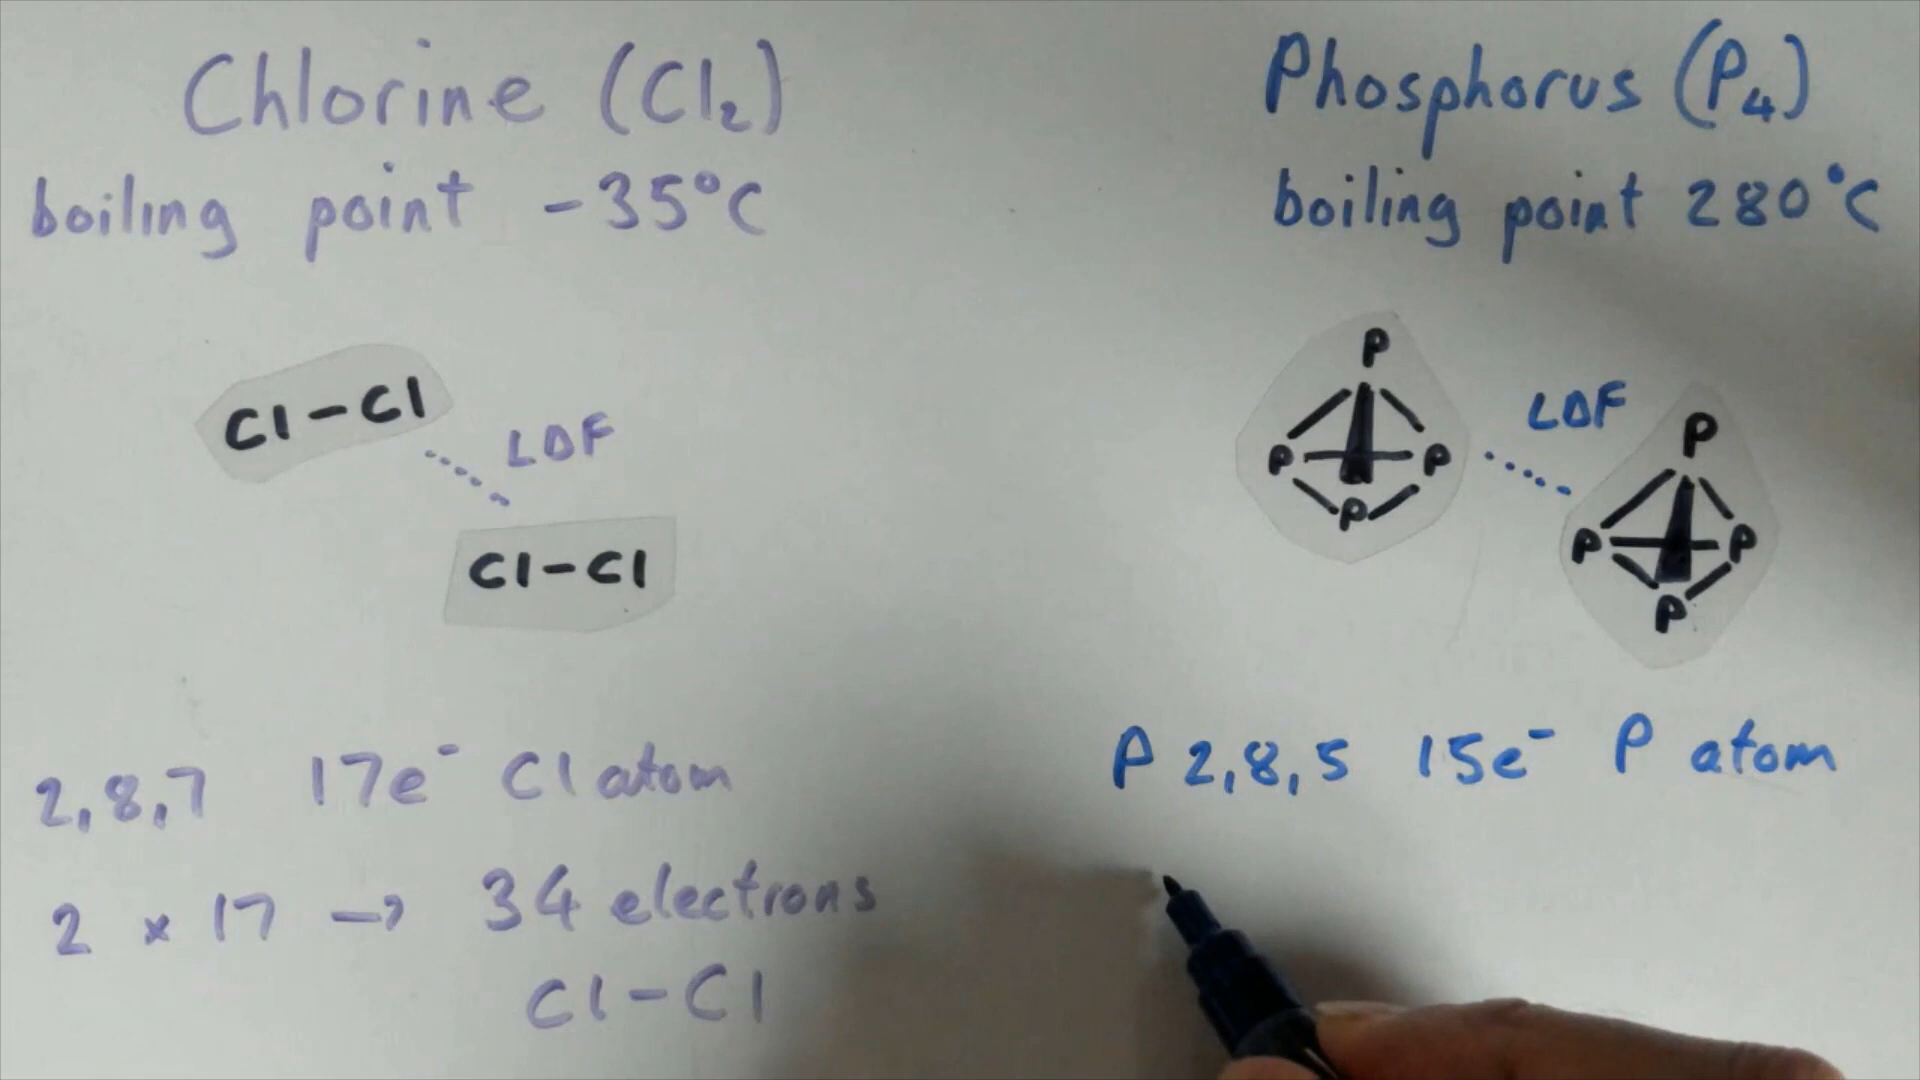 Chlorine (Cl₂)
boiling point -35°C
Cl-Cl
LDF
Cl-Cl
2,8,7 17e⁻ Cl atom
2 × 17 → 34 electrons
Cl-Cl
Phosphorus (P₄)
boiling point 280°C
P
P P
P
LDF
P
P P
P
P 2,8,5 15e⁻ P atom